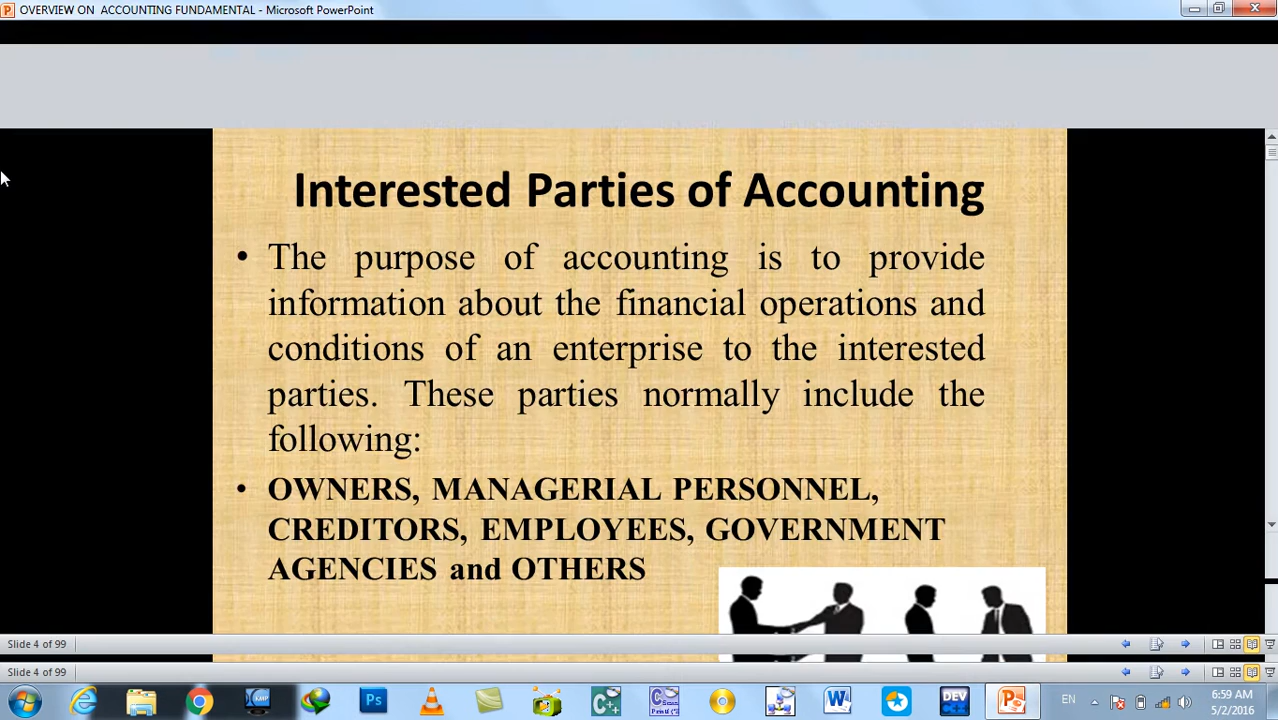 OVERVIEW ON ACCOUNTING FUNDAMENTAL - Microsoft PowerPoint
Interested Parties of Accounting
• The purpose of accounting is to provide
information about the financial operations and
conditions of an enterprise to the interested
parties. These parties normally include the
following:
• OWNERS, MANAGERIAL PERSONNEL,
CREDITORS, EMPLOYEES, GOVERNMENT
AGENCIES and OTHERS
Slide 4 of 99
Slide 4 of 99
Ps
C++
W
DEV
EN
6:59 AM
5/2/2016